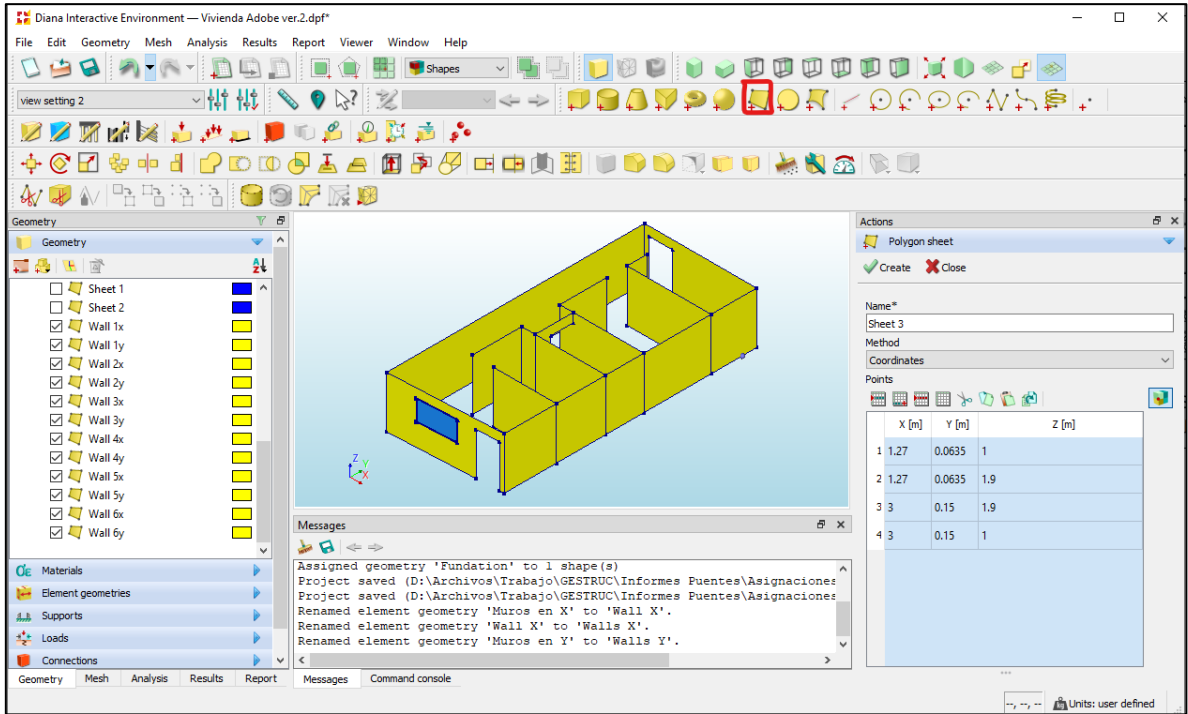 Diana Interactive Environment — Vivienda Adobe ver.2.dpf*
File Edit Geometry Mesh Analysis Results Report Viewer Window Help
Shapes
view setting 2
Geometry
Geometry
Sheet 1
Sheet 2
Wall 1x
Wall 1y
Wall 2x
Wall 2y
Wall 3x
Wall 3y
Wall 4x
Wall 4y
Wall 5x
Wall 5y
Wall 6x
Wall 6y
Materials
Element geometries
Supports
Loads
Connections
Geometry Mesh Analysis Results Report
Z Y X
Messages
Assigned geometry 'Fundation' to 1 shape(s)
Project saved (D:\Archivos\Trabajo\GESTRUC\Informes Puentes\Asignaciones
Project saved (D:\Archivos\Trabajo\GESTRUC\Informes Puentes\Asignaciones
Renamed element geometry 'Muros en X' to 'Wall X'.
Renamed element geometry 'Wall X' to 'Walls X'.
Renamed element geometry 'Muros en Y' to 'Walls Y'.
Messages Command console
Actions
Polygon sheet
Create Close
Name*
Sheet 3
Method
Coordinates
Points
X [m] Y [m] Z [m]
1 1.27 0.0635 1
2 1.27 0.0635 1.9
3 3 0.15 1.9
4 3 0.15 1
--, --, -- Units: user defined